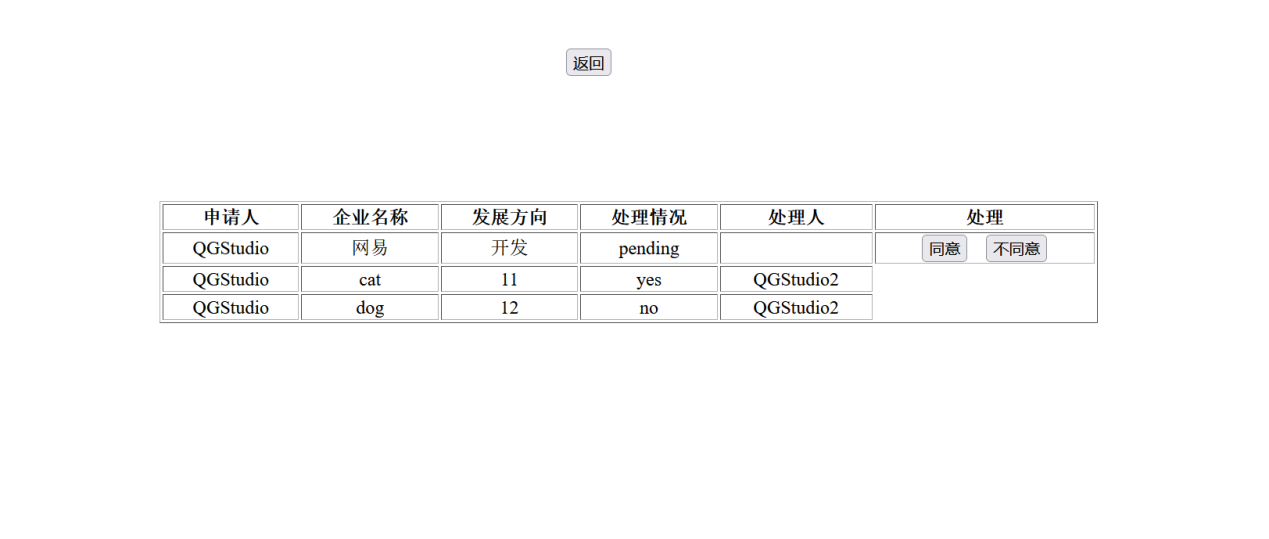 返回
申请人 企业名称 发展方向 处理情况 处理人 处理
QGStudio 网易 开发 pending 同意 不同意
QGStudio cat 11 yes QGStudio2
QGStudio dog 12 no QGStudio2